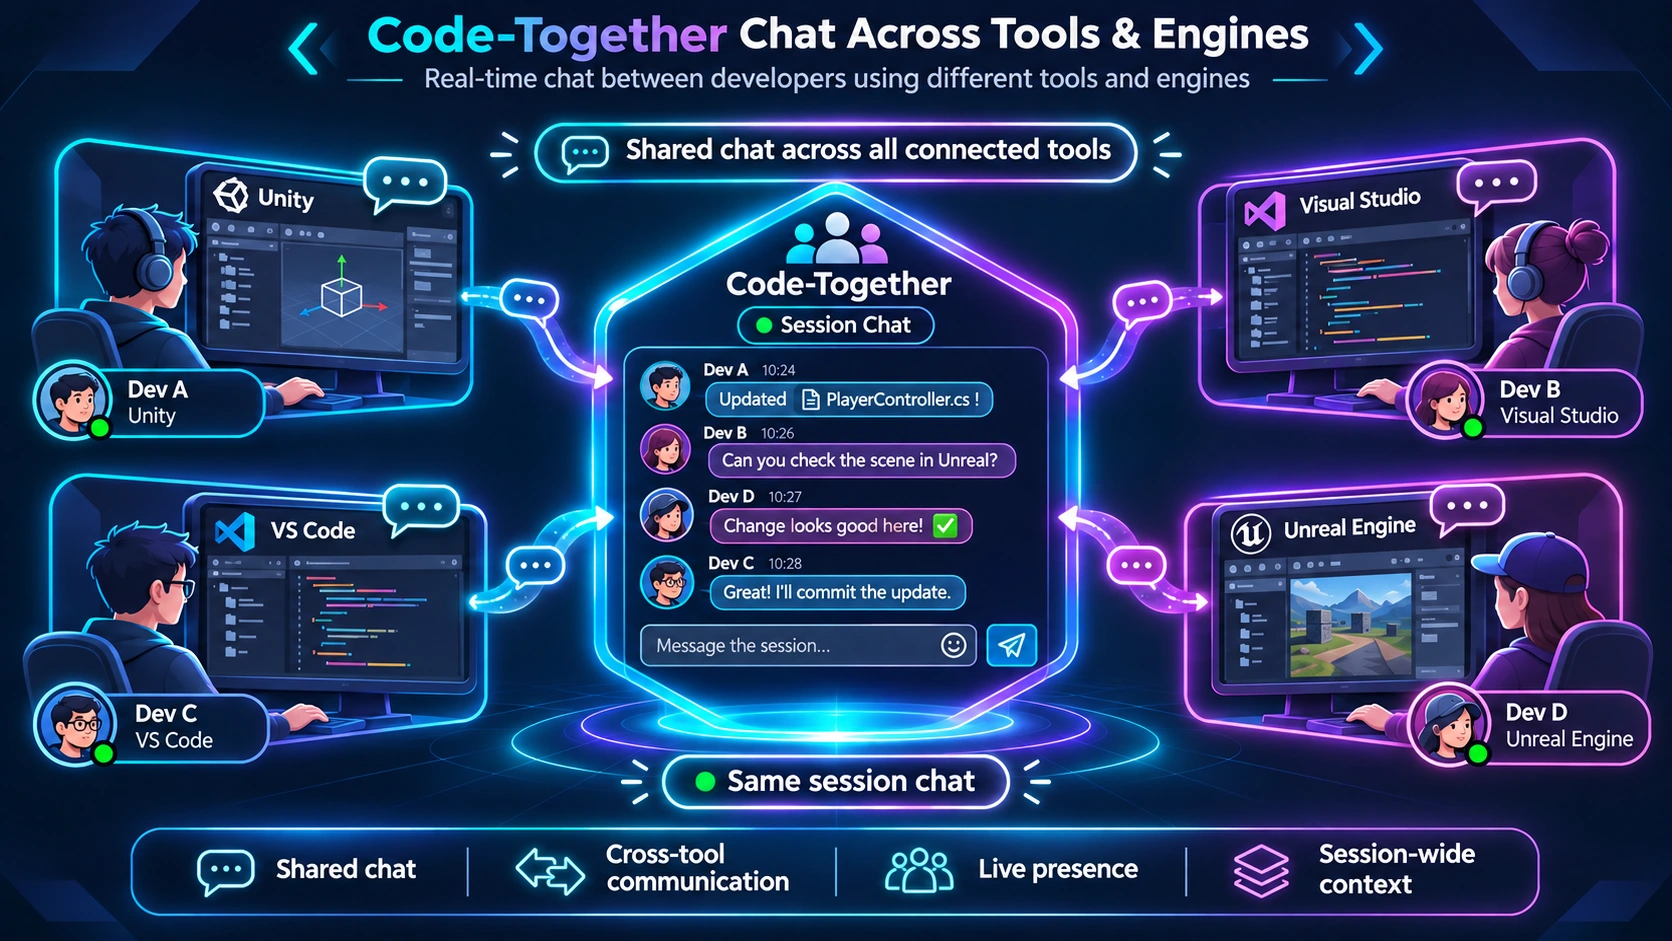 Code-Together Chat Across Tools & Engines
Real-time chat between developers using different tools and engines
Shared chat across all connected tools
Unity
Dev A
Unity
Visual Studio
Dev B
Visual Studio
Code-Together
Session Chat
Dev A 10:24
Updated PlayerController.cs !
Dev B 10:26
Can you check the scene in Unreal?
Dev D 10:27
Change looks good here!
Dev C 10:28
Great! I'll commit the update.
Message the session...
VS Code
Dev C
VS Code
Unreal Engine
Dev D
Unreal Engine
Same session chat
Shared chat
Cross-tool
communication
Live presence
Session-wide
context